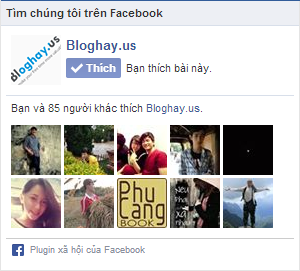 Tìm chúng tôi trên Facebook
bloghay.us
Bloghay.us
Thích
Bạn thích bài này.
Bạn và 85 người khác thích Bloghay.us.
Phu
Cang
BOOK
Plugin xã hội của Facebook